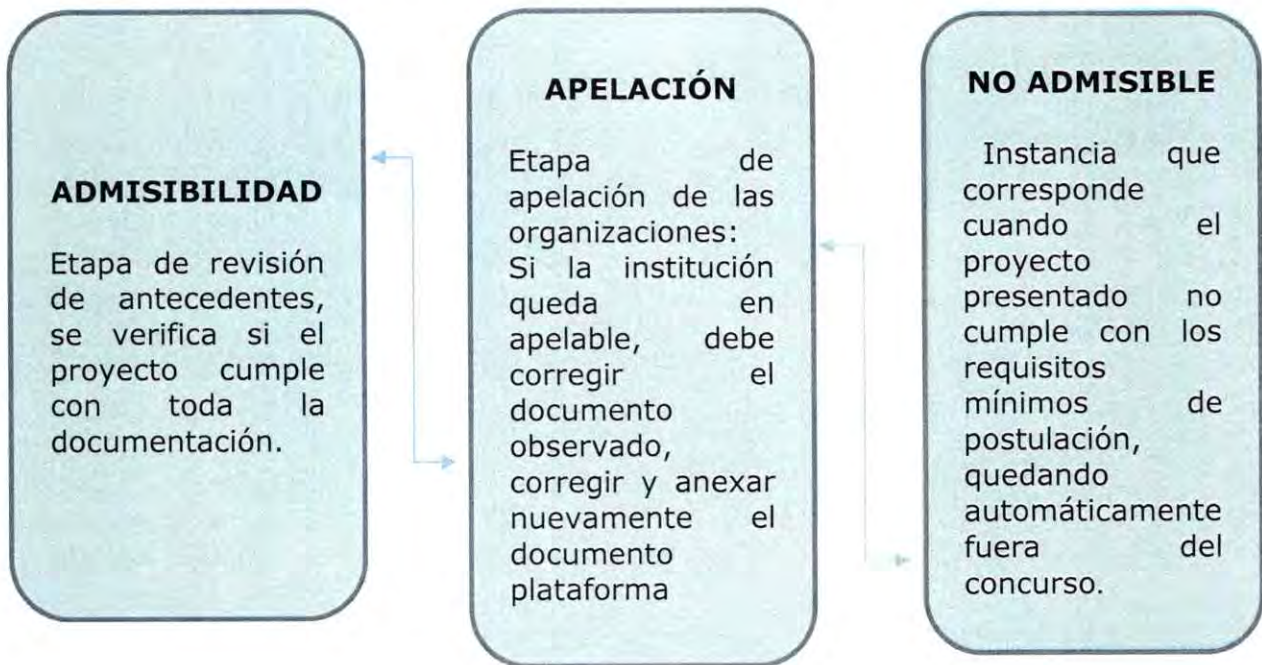 ADMISIBILIDAD
Etapa de revisión
de antecedentes,
se verifica si el
proyecto cumple
con toda la
documentación.
APELACIÓN
Etapa de
apelación de las
organizaciones:
Si la institución
queda en
apelable, debe
corregir el
documento
observado,
corregir y anexar
nuevamente el
documento
plataforma
NO ADMISIBLE
Instancia que
corresponde
cuando el
proyecto
presentado no
cumple con los
requisitos
mínimos de
postulación,
quedando
automáticamente
fuera del
concurso.